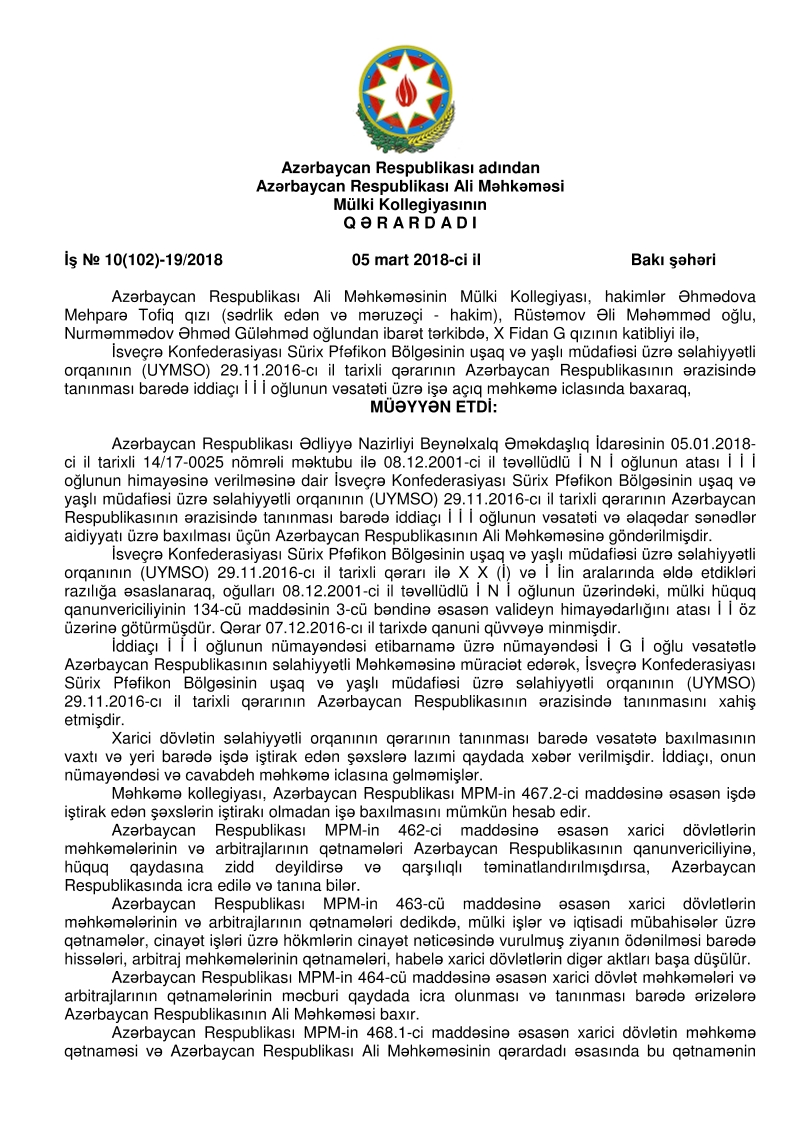 Azərbaycan Respublikası adından
Azərbaycan Respublikası Ali Məhkəməsi
Mülki Kollegiyasının
Q Ə R A R D A D I
İş № 10(102)-19/2018 05 mart 2018-ci il Bakı şəhəri
Azərbaycan Respublikası Ali Məhkəməsinin Mülki Kollegiyası, hakimlər Əhmədova
Mehparə Tofiq qızı (sədrlik edən və məruzəçi - hakim), Rüstəmov Əli Məhəmməd oğlu,
Nurməmmədov Əhməd Güləhməd oğlundan ibarət tərkibdə, X Fidan G qızının katibliyi ilə,
İsveçrə Konfederasiyası Sürix Pfəfikon Bölgəsinin uşaq və yaşlı müdafiəsi üzrə səlahiyyətli
orqanının (UYMSO) 29.11.2016-cı il tarixli qərarının Azərbaycan Respublikasının ərazisində
tanınması barədə iddiaçı İ İ İ oğlunun vəsatəti üzrə işə açıq məhkəmə iclasında baxaraq,
MÜƏYYƏN ETDİ:
Azərbaycan Respublikası Ədliyyə Nazirliyi Beynəlxalq Əməkdaşlıq İdarəsinin 05.01.2018-
ci il tarixli 14/17-0025 nömrəli məktubu ilə 08.12.2001-ci il təvəllüdlü İ N İ oğlunun atası İ İ İ
oğlunun himayəsinə verilməsinə dair İsveçrə Konfederasiyası Sürix Pfəfikon Bölgəsinin uşaq və
yaşlı müdafiəsi üzrə səlahiyyətli orqanının (UYMSO) 29.11.2016-cı il tarixli qərarının Azərbaycan
Respublikasının ərazisində tanınması barədə iddiaçı İ İ İ oğlunun vəsatəti və əlaqədar sənədlər
aidiyyatı üzrə baxılması üçün Azərbaycan Respublikasının Ali Məhkəməsinə göndərilmişdir.
İsveçrə Konfederasiyası Sürix Pfəfikon Bölgəsinin uşaq və yaşlı müdafiəsi üzrə səlahiyyətli
orqanının (UYMSO) 29.11.2016-cı il tarixli qərarı ilə X X (İ) və İ İin aralarında əldə etdikləri
razılığa əsaslanaraq, oğulları 08.12.2001-ci il təvəllüdlü İ N İ oğlunun üzərindəki, mülki hüquq
qanunvericiliyinin 134-cü maddəsinin 3-cü bəndinə əsasən valideyn himayədarlığını atası İ İ öz
üzərinə götürmüşdür. Qərar 07.12.2016-cı il tarixdə qanuni qüvvəyə minmişdir.
İddiaçı İ İ İ oğlunun nümayəndəsi etibarnamə üzrə nümayəndəsi İ G İ oğlu vəsatətlə
Azərbaycan Respublikasının səlahiyyətli Məhkəməsinə müraciət edərək, İsveçrə Konfederasiyası
Sürix Pfəfikon Bölgəsinin uşaq və yaşlı müdafiəsi üzrə səlahiyyətli orqanının (UYMSO)
29.11.2016-cı il tarixli qərarının Azərbaycan Respublikasının ərazisində tanınmasını xahiş
etmişdir.
Xarici dövlətin səlahiyyətli orqanının qərarının tanınması barədə vəsatətə baxılmasının
vaxtı və yeri barədə işdə iştirak edən şəxslərə lazımi qaydada xəbər verilmişdir. İddiaçı, onun
nümayəndəsi və cavabdeh məhkəmə iclasına gəlməmişlər.
Məhkəmə kollegiyası, Azərbaycan Respublikası MPM-in 467.2-ci maddəsinə əsasən işdə
iştirak edən şəxslərin iştirakı olmadan işə baxılmasını mümkün hesab edir.
Azərbaycan Respublikası MPM-in 462-ci maddəsinə əsasən xarici dövlətlərin
məhkəmələrinin və arbitrajlarının qətnamələri Azərbaycan Respublikasının qanunvericiliyinə,
hüquq qaydasına zidd deyildirsə və qarşılıqlı təminatlandırılmışdırsa, Azərbaycan
Respublikasında icra edilə və tanına bilər.
Azərbaycan Respublikası MPM-in 463-cü maddəsinə əsasən xarici dövlətlərin
məhkəmələrinin və arbitrajlarının qətnamələri dedikdə, mülki işlər və iqtisadi mübahisələr üzrə
qətnamələr, cinayət işləri üzrə hökmlərin cinayət nəticəsində vurulmuş ziyanın ödənilməsi barədə
hissələri, arbitraj məhkəmələrinin qətnamələri, habelə xarici dövlətlərin digər aktları başa düşülür.
Azərbaycan Respublikası MPM-in 464-cü maddəsinə əsasən xarici dövlət məhkəmələri və
arbitrajlarının qətnamələrinin məcburi qaydada icra olunması və tanınması barədə ərizələrə
Azərbaycan Respublikasının Ali Məhkəməsi baxır.
Azərbaycan Respublikası MPM-in 468.1-ci maddəsinə əsasən xarici dövlətin məhkəmə
qətnaməsi və Azərbaycan Respublikası Ali Məhkəməsinin qərardadı əsasında bu qətnamənin